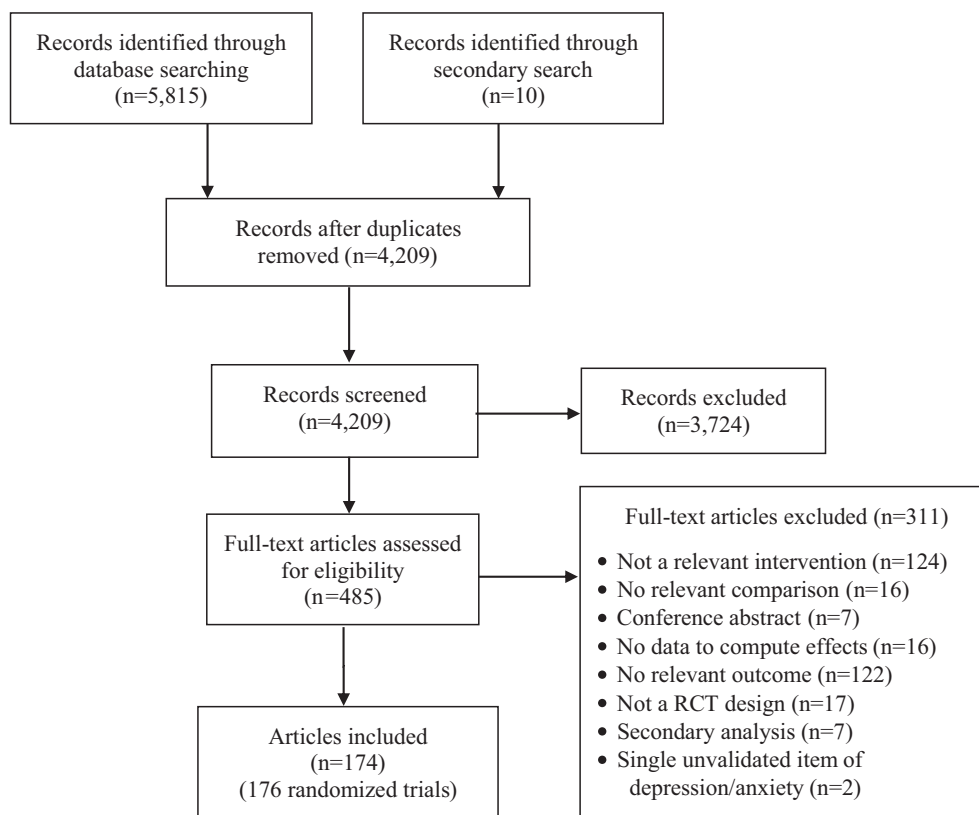 Records identified through
database searching
(n=5,815)
Records identified through
secondary search
(n=10)
Records after duplicates
removed (n=4,209)
Records screened
(n=4,209)
Records excluded
(n=3,724)
Full-text articles assessed
for eligibility
(n=485)
Full-text articles excluded (n=311)
• Not a relevant intervention (n=124)
• No relevant comparison (n=16)
• Conference abstract (n=7)
• No data to compute effects (n=16)
• No relevant outcome (n=122)
• Not a RCT design (n=17)
• Secondary analysis (n=7)
• Single unvalidated item of
depression/anxiety (n=2)
Articles included
(n=174)
(176 randomized trials)